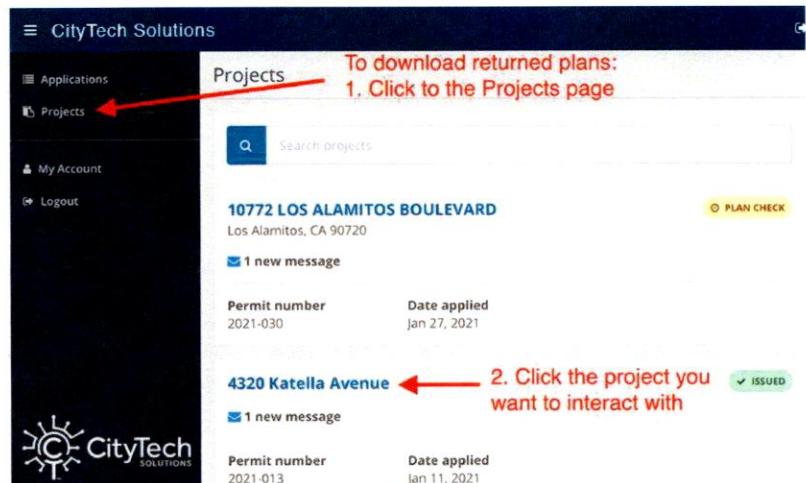 CityTech Solutions
Applications
Projects
My Account
Logout
CityTech
SOLUTIONS
Projects
To download returned plans:
1. Click to the Projects page
Search projects
10772 LOS ALAMITOS BOULEVARD
PLAN CHECK
Los Alamitos, CA 90720
1 new message
Permit number
Date applied
2021-030
Jan 27, 2021
4320 Katella Avenue
2. Click the project you
want to interact with
ISSUED
1 new message
Permit number
Date applied
2021-013
Jan 11, 2021